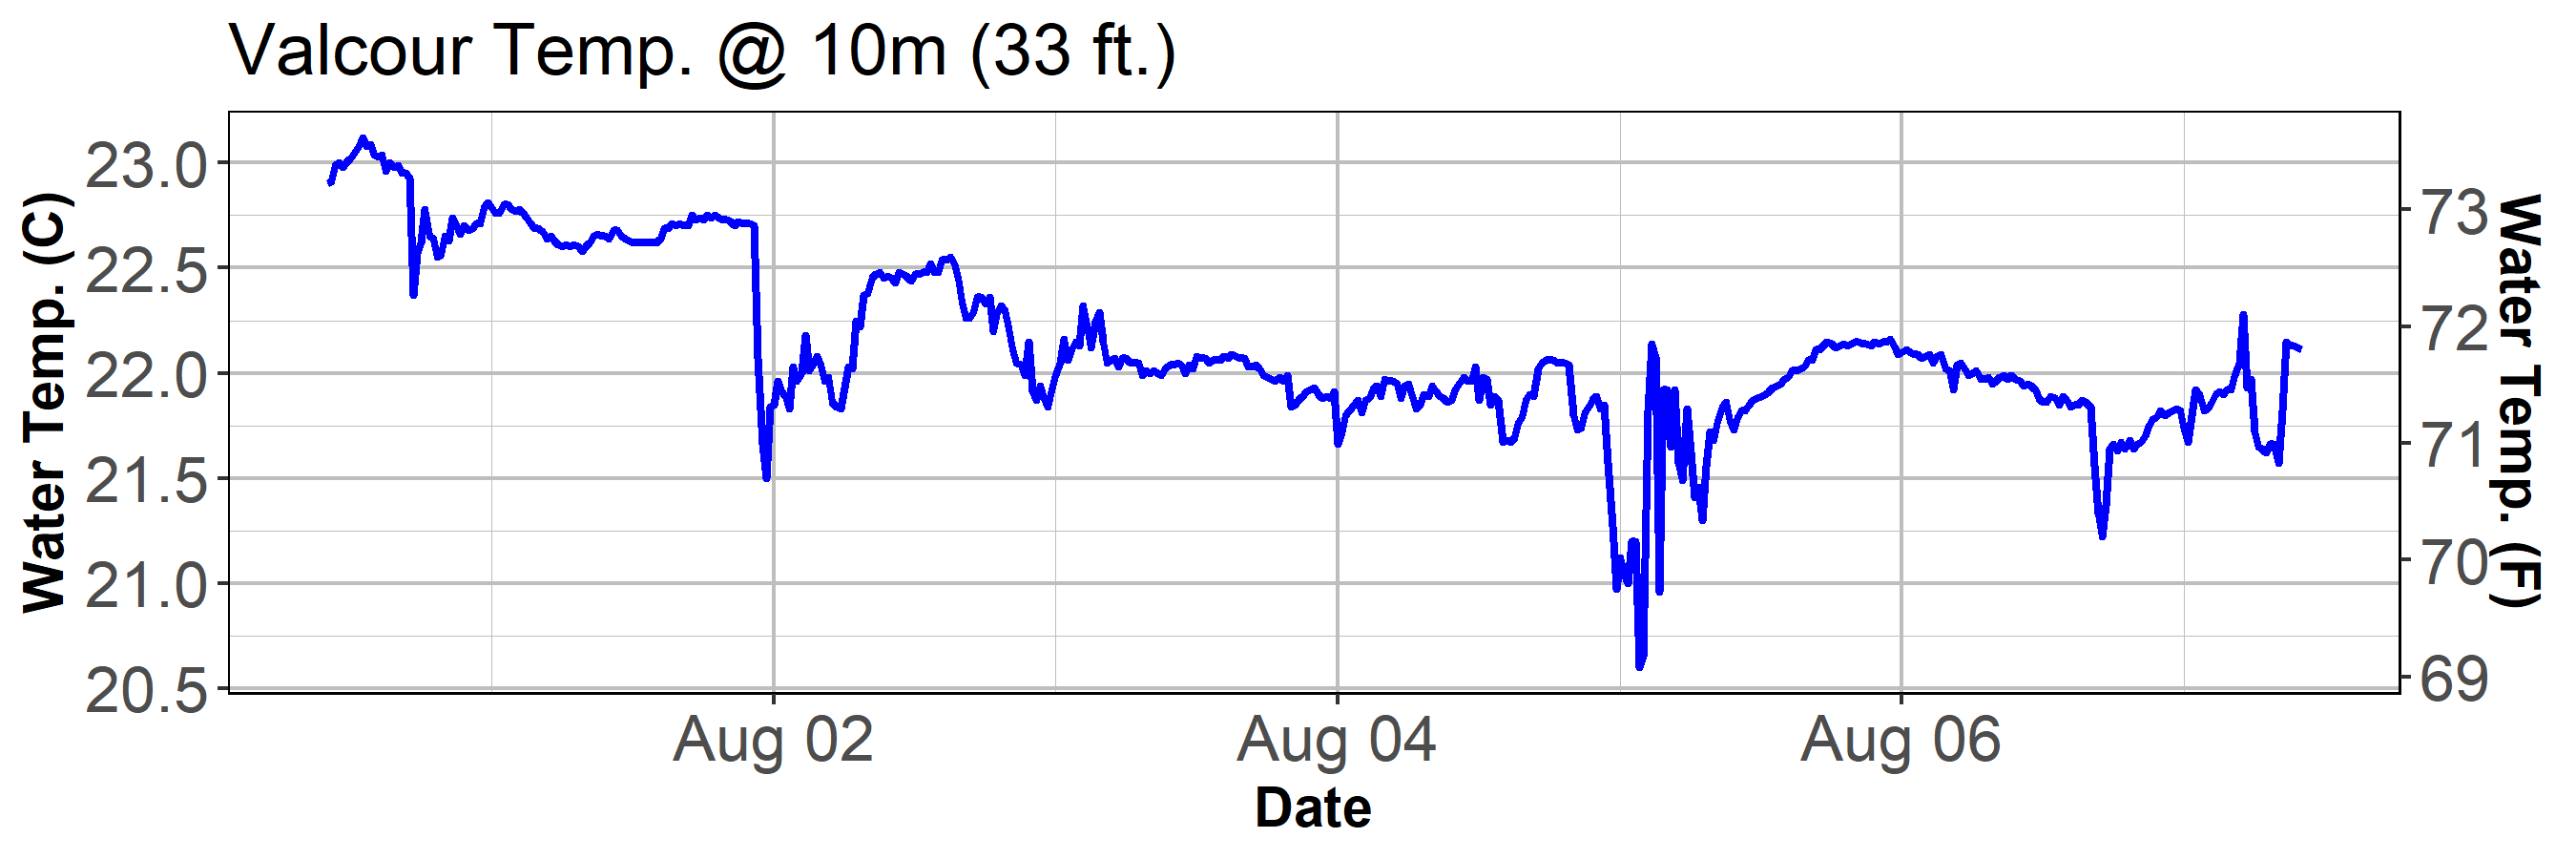 Valcour Temp. @ 10m (33 ft.)
Water Temp. (C)
23.0
22.5
22.0
21.5
21.0
20.5
73
72
71
70
69
Water Temp. (F)
Aug 02 Aug 04 Aug 06
Date